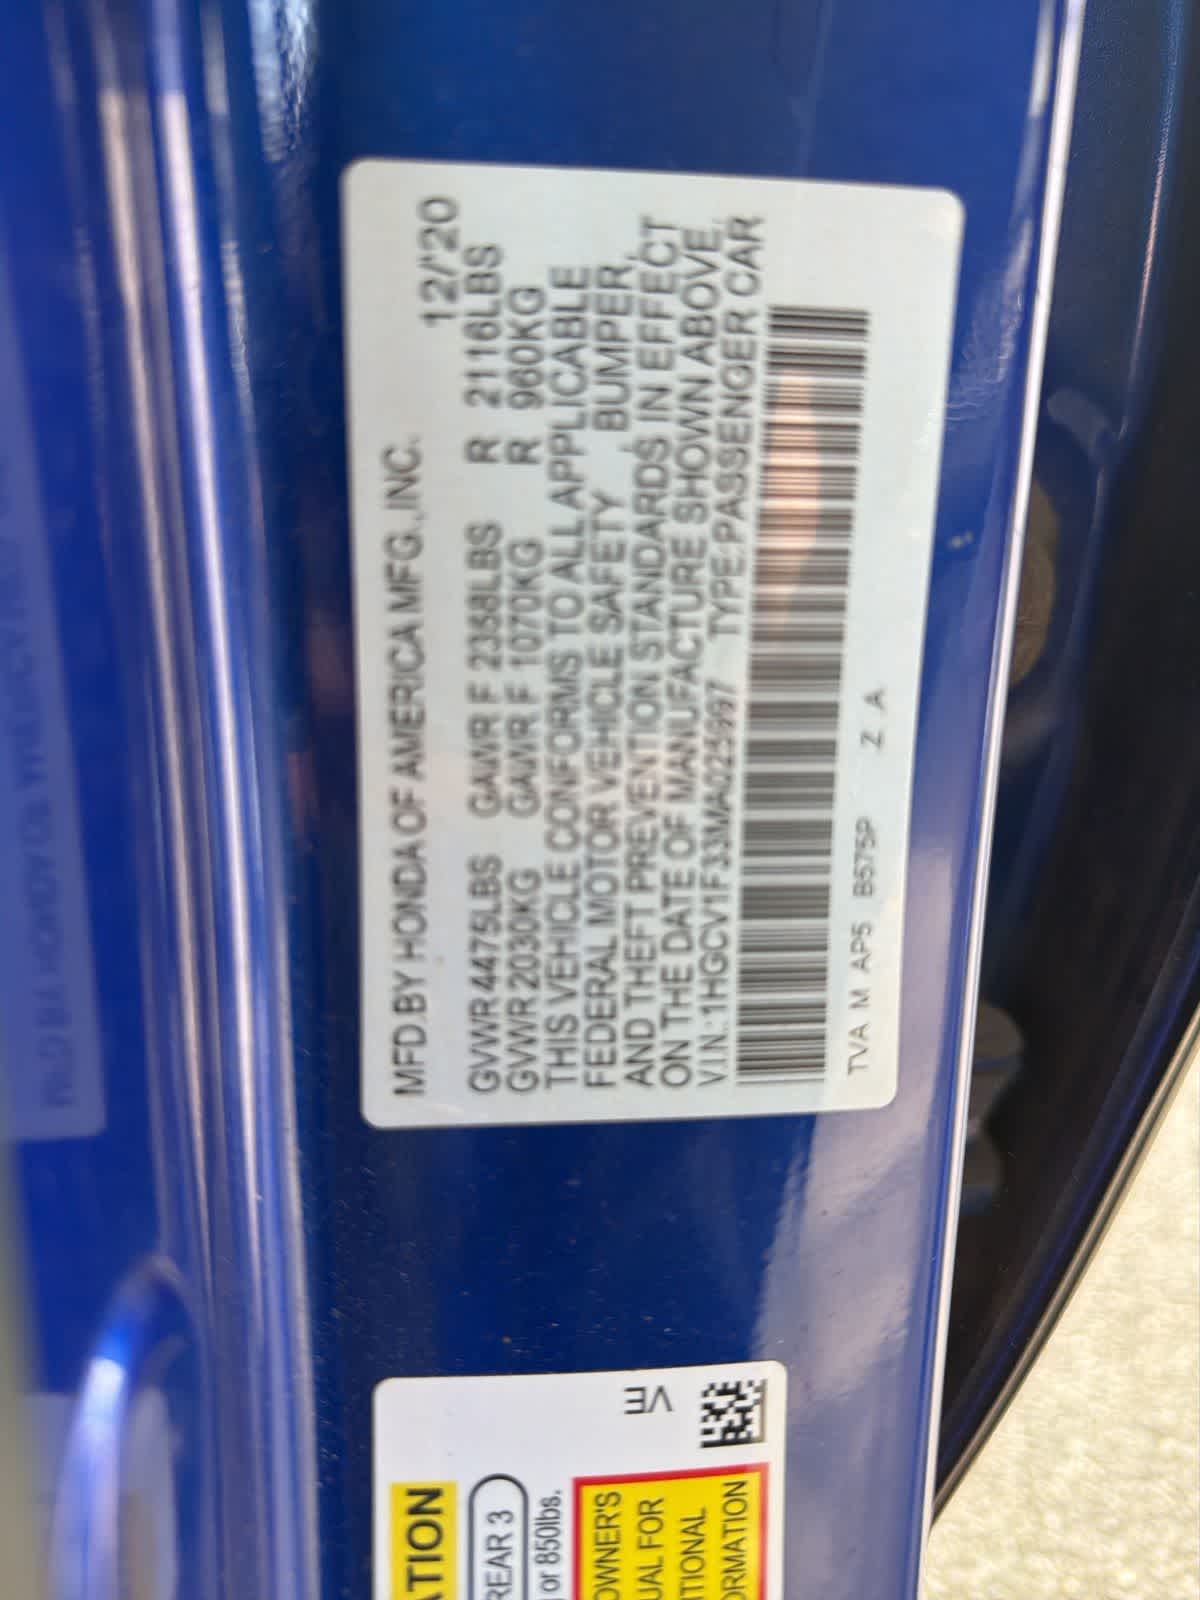 MFD.BY HONDA OF AMERICA MFG.,INC. 12/'20
GVWR 4475LBS GAWR F 2358LBS R 2116LBS
GVWR 2030KG GAWR F 1070KG R 960KG
THIS VEHICLE CONFORMS TO ALL APPLICABLE
FEDERAL MOTOR VEHICLE SAFETY BUMPER,
AND THEFT PREVENTION STANDARDS IN EFFECT
ON THE DATE OF MANUFACTURE SHOWN ABOVE.
V.I.N.: 1HGCV1F33MA025997 TYPE:PASSENGER CAR
TVA M AP5 B575P Z A
VE
ATION
REAR 3
or 850lbs.
OWNER'S
UAL FOR
ITIONAL
ORMATION